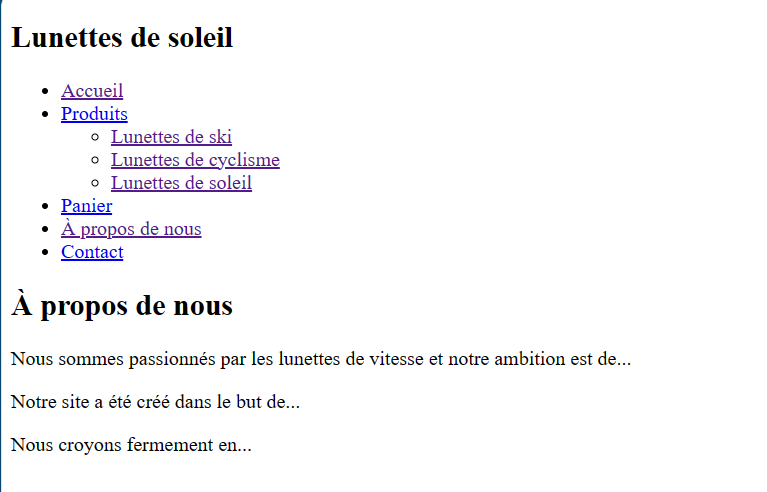 Lunettes de soleil
Accueil
Produits
Lunettes de ski
Lunettes de cyclisme
Lunettes de soleil
Panier
À propos de nous
Contact
À propos de nous
Nous sommes passionnés par les lunettes de vitesse et notre ambition est de...
Notre site a été créé dans le but de...
Nous croyons fermement en...